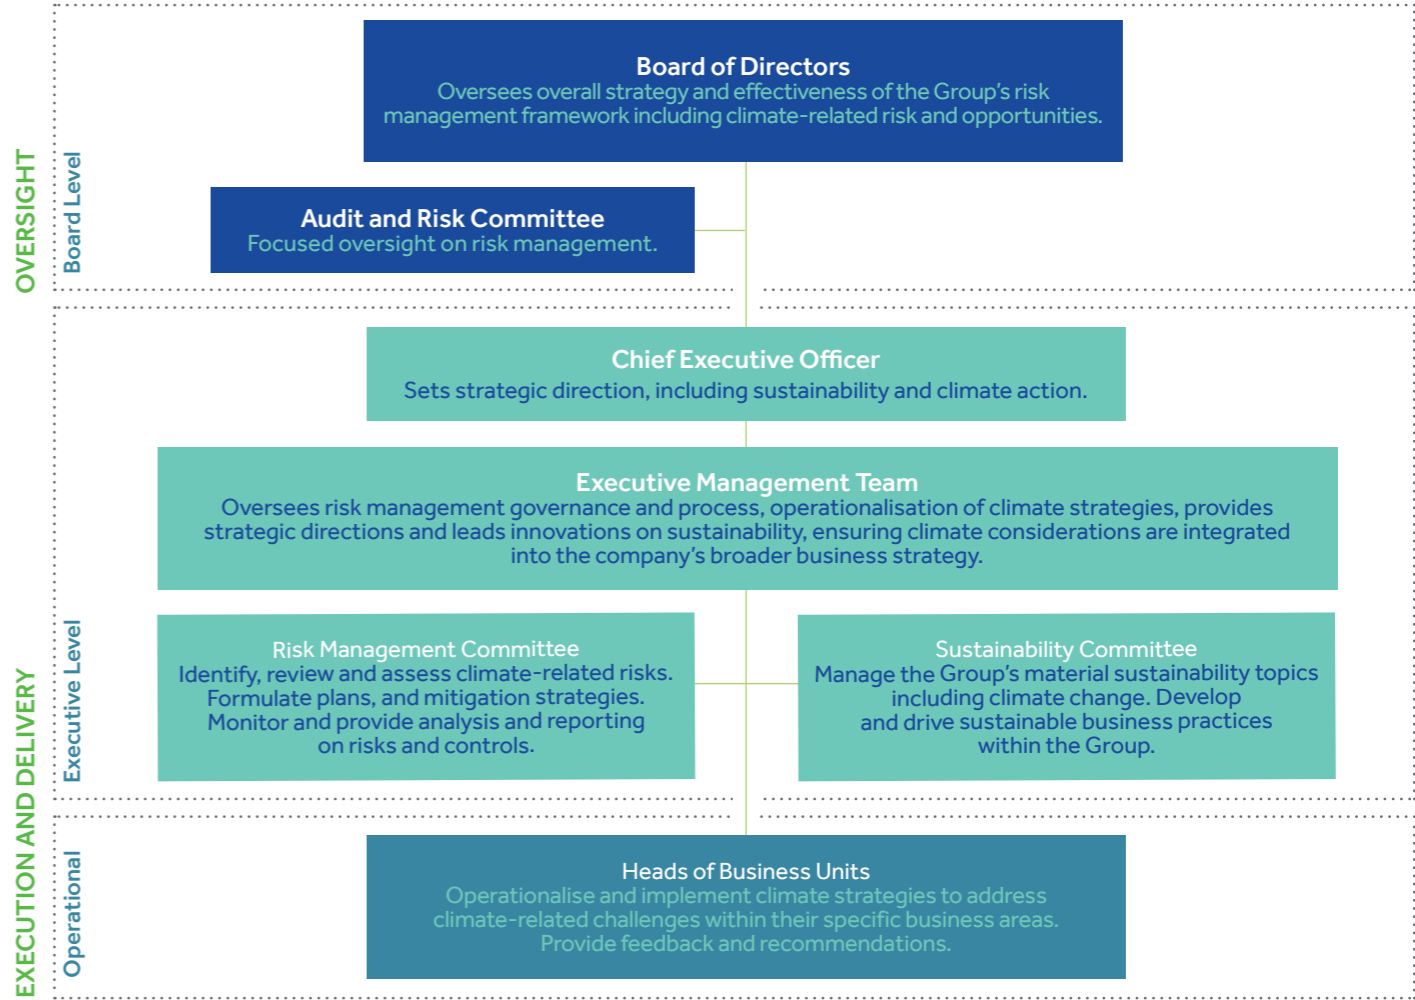 OVERSIGHT
Board Level
Board of Directors
Oversees overall strategy and effectiveness of the Group’s risk
management framework including climate-related risk and opportunities.
Audit and Risk Committee
Focused oversight on risk management.
EXECUTION AND DELIVERY
Executive Level
Chief Executive Officer
Sets strategic direction, including sustainability and climate action.
Executive Management Team
Oversees risk management governance and process, operationalisation of climate strategies, provides
strategic directions and leads innovations on sustainability, ensuring climate considerations are integrated
into the company’s broader business strategy.
Risk Management Committee
Identify, review and assess climate-related risks.
Formulate plans, and mitigation strategies.
Monitor and provide analysis and reporting
on risks and controls.
Sustainability Committee
Manage the Group’s material sustainability topics
including climate change. Develop
and drive sustainable business practices
within the Group.
Operational
Heads of Business Units
Operationalise and implement climate strategies to address
climate-related challenges within their specific business areas.
Provide feedback and recommendations.